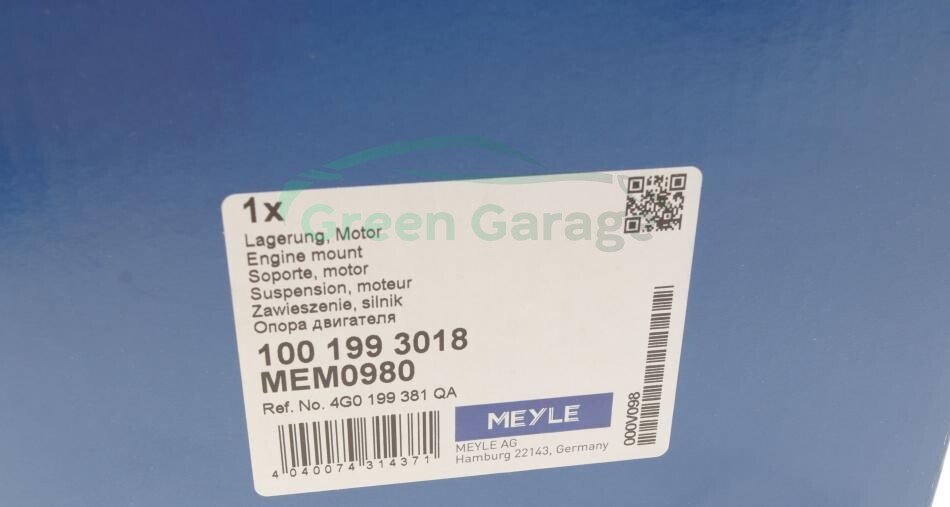 1x
Green Garage
Lagerung, Motor
Engine mount
Soporte, motor
Suspension, moteur
Zawieszenie, silnik
Опора двигателя
100 199 3018
MEM0980
Ref. No. 4G0 199 381 QA
MEYLE
MEYLE AG
Hamburg 22143, Germany
4 040074 314371
000V098